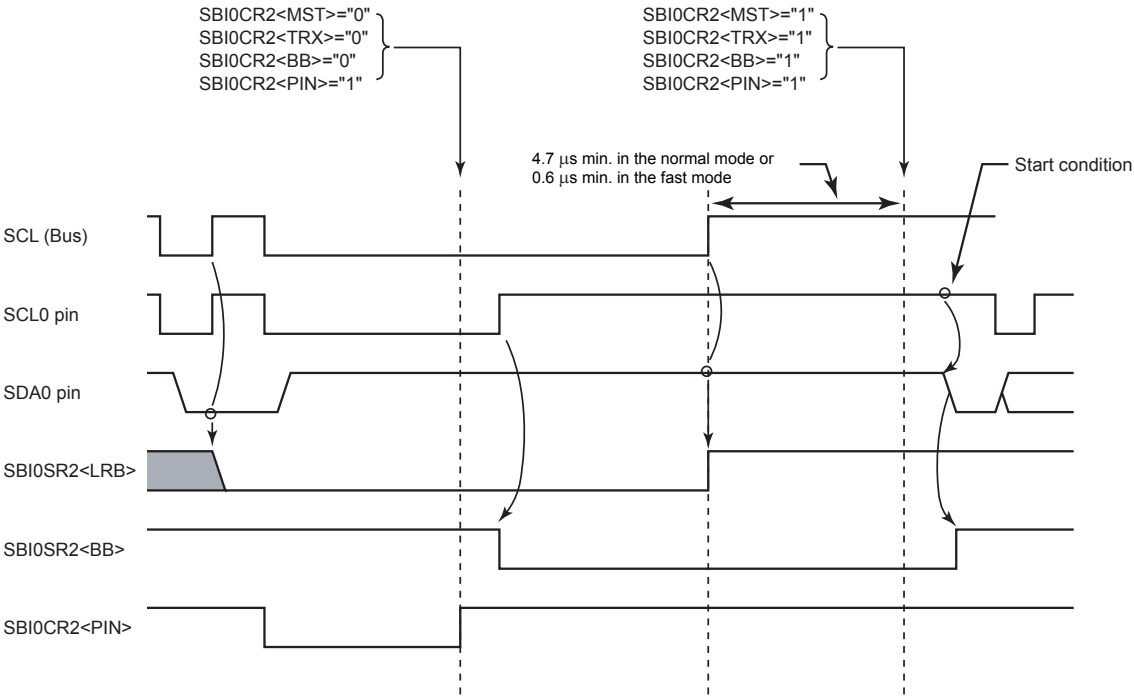 SBI0CR2<MST>="0"
SBI0CR2<TRX>="0"
SBI0CR2<BB>="0"
SBI0CR2<PIN>="1"
SBI0CR2<MST>="1"
SBI0CR2<TRX>="1"
SBI0CR2<BB>="1"
SBI0CR2<PIN>="1"
4.7 μs min. in the normal mode or
0.6 μs min. in the fast mode
Start condition
SCL (Bus)
SCL0 pin
SDA0 pin
SBI0SR2<LRB>
SBI0SR2<BB>
SBI0CR2<PIN>